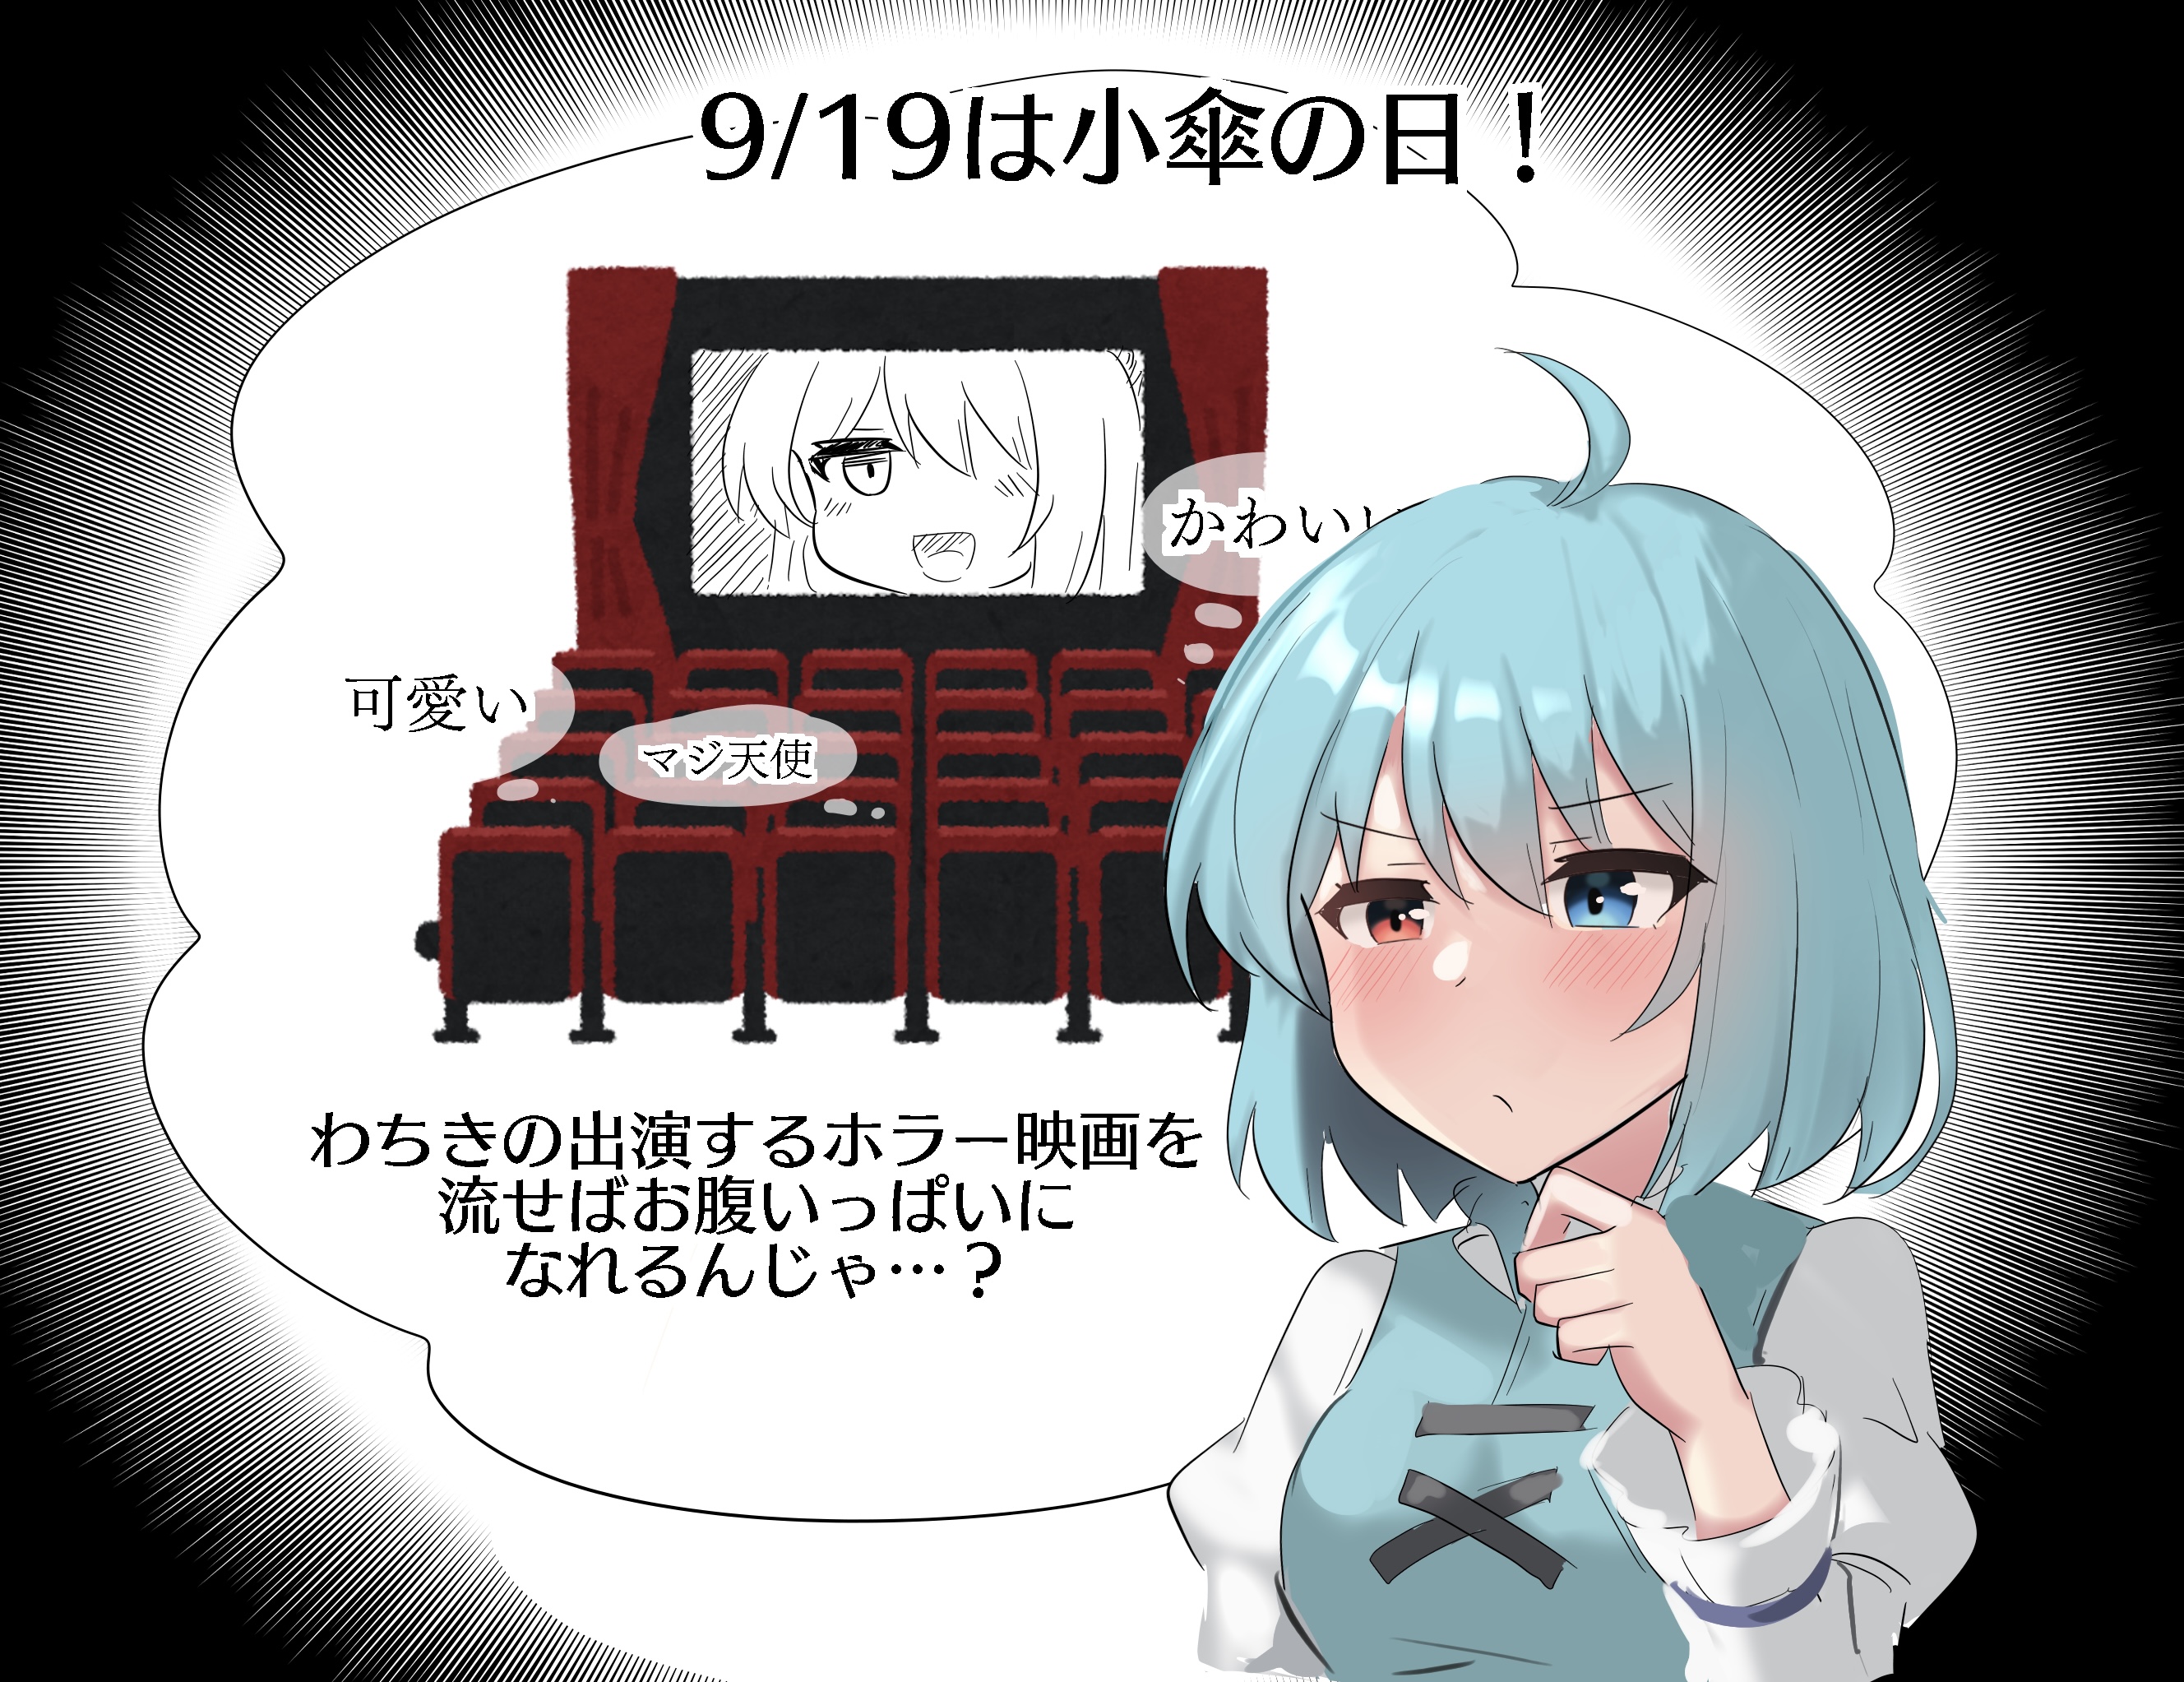 9/19は小傘の日！
かわいい
可愛い
マジ天使
わちきの出演するホラー映画を
流せばお腹いっぱいに
なれるんじゃ…？